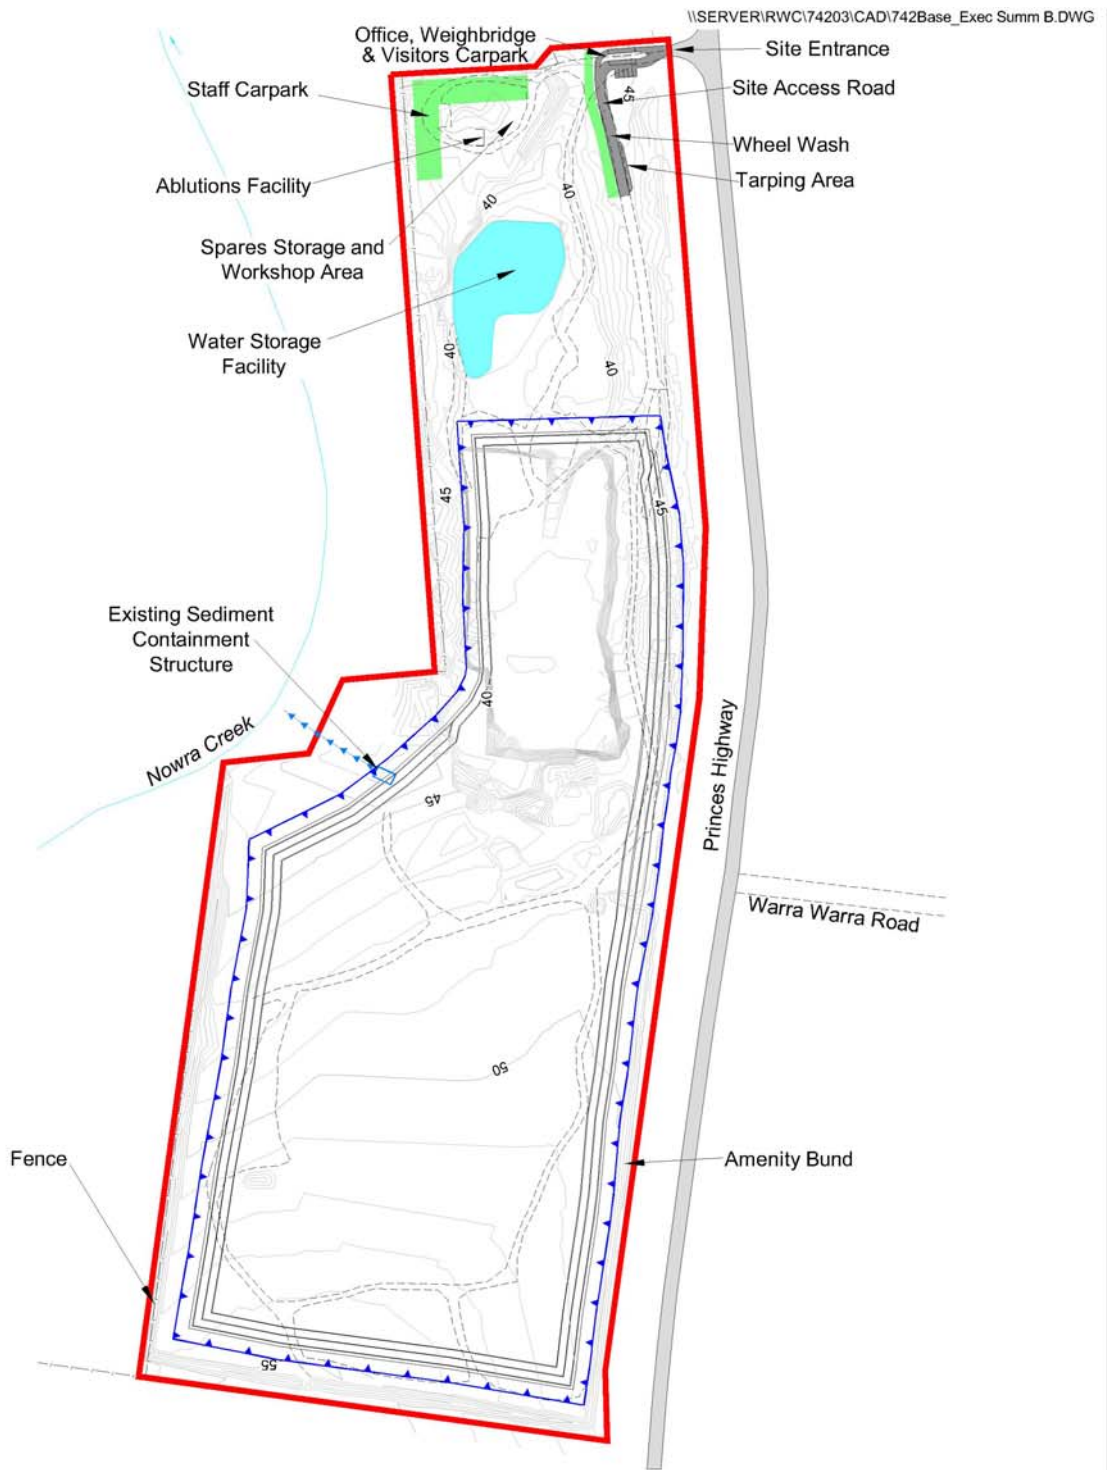 \\SERVER\RWC\74203\CAD\742Base_Exec Summ B.DWG
Office, Weighbridge
& Visitors Carpark
Site Entrance
Staff Carpark
Site Access Road
45
Wheel Wash
Ablutions Facility
Tarping Area
40
40
Spares Storage and
Workshop Area
Water Storage
Facility
40
40
45
45
Existing Sediment
Containment
Structure
40
Nowra Creek
Princes Highway
45
Warra Warra Road
50
Fence
Amenity Bund
55